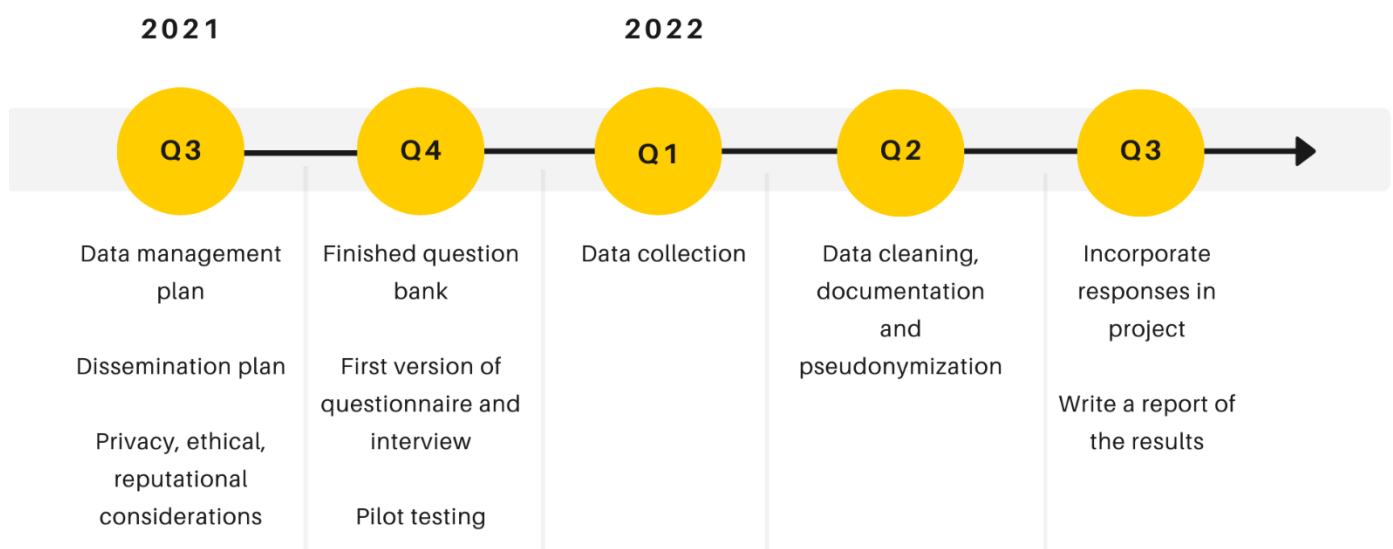 2021
2022
Q3
Q4
Q1
Q2
Q3
Data management
plan
Dissemination plan
Privacy, ethical,
reputational
considerations
Finished question
bank
First version of
questionnaire and
interview
Pilot testing
Data collection
Data cleaning,
documentation
and
pseudonymization
Incorporate
responses in
project
Write a report of
the results